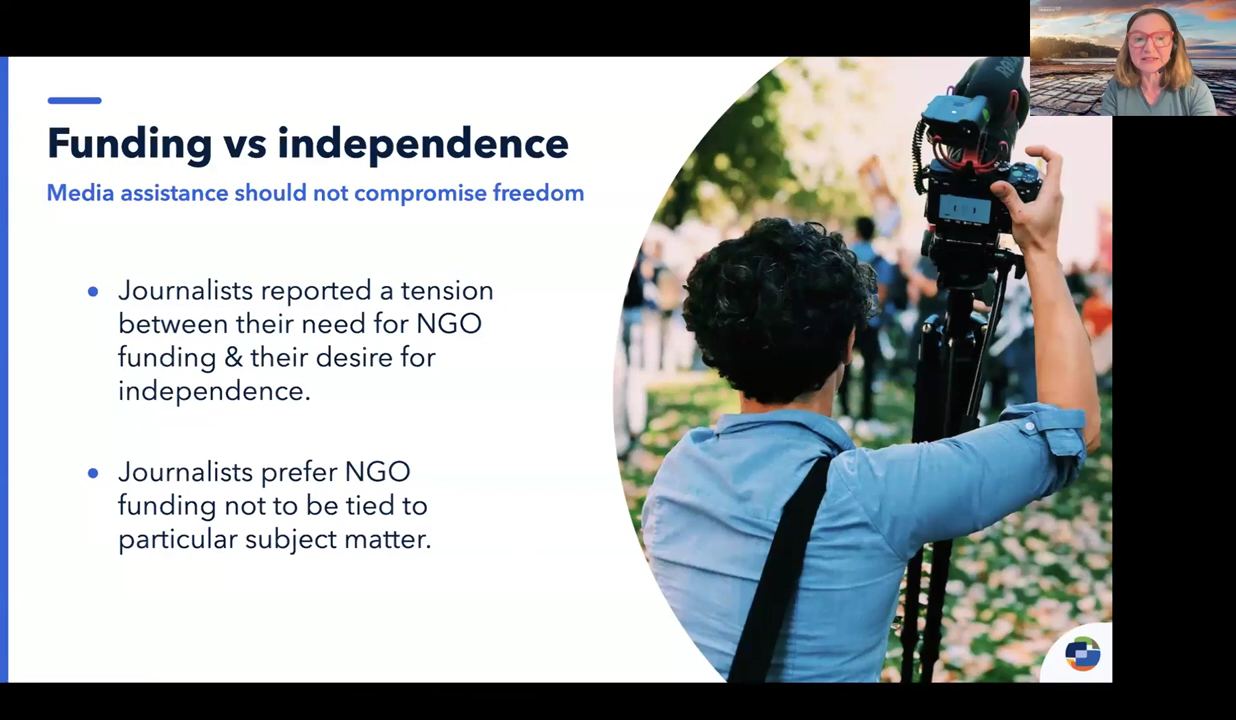 Funding vs independence
Media assistance should not compromise freedom
Journalists reported a tension
between their need for NGO
funding & their desire for
independence.
Journalists prefer NGO
funding not to be tied to
particular subject matter.